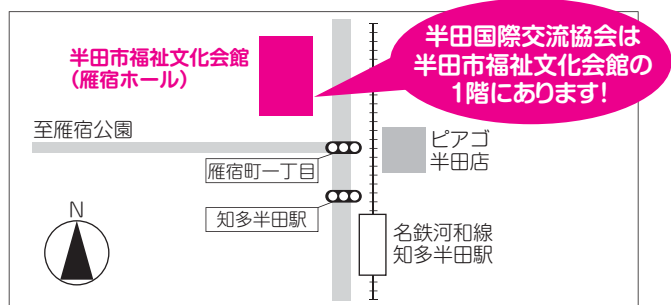 半田市福祉文化会館
（雁宿ホール）
半田国際交流協会は
半田市福祉文化会館の
1階にあります!
至雁宿公園
雁宿町一丁目
ピアゴ
半田店
知多半田駅
N
名鉄河和線
知多半田駅